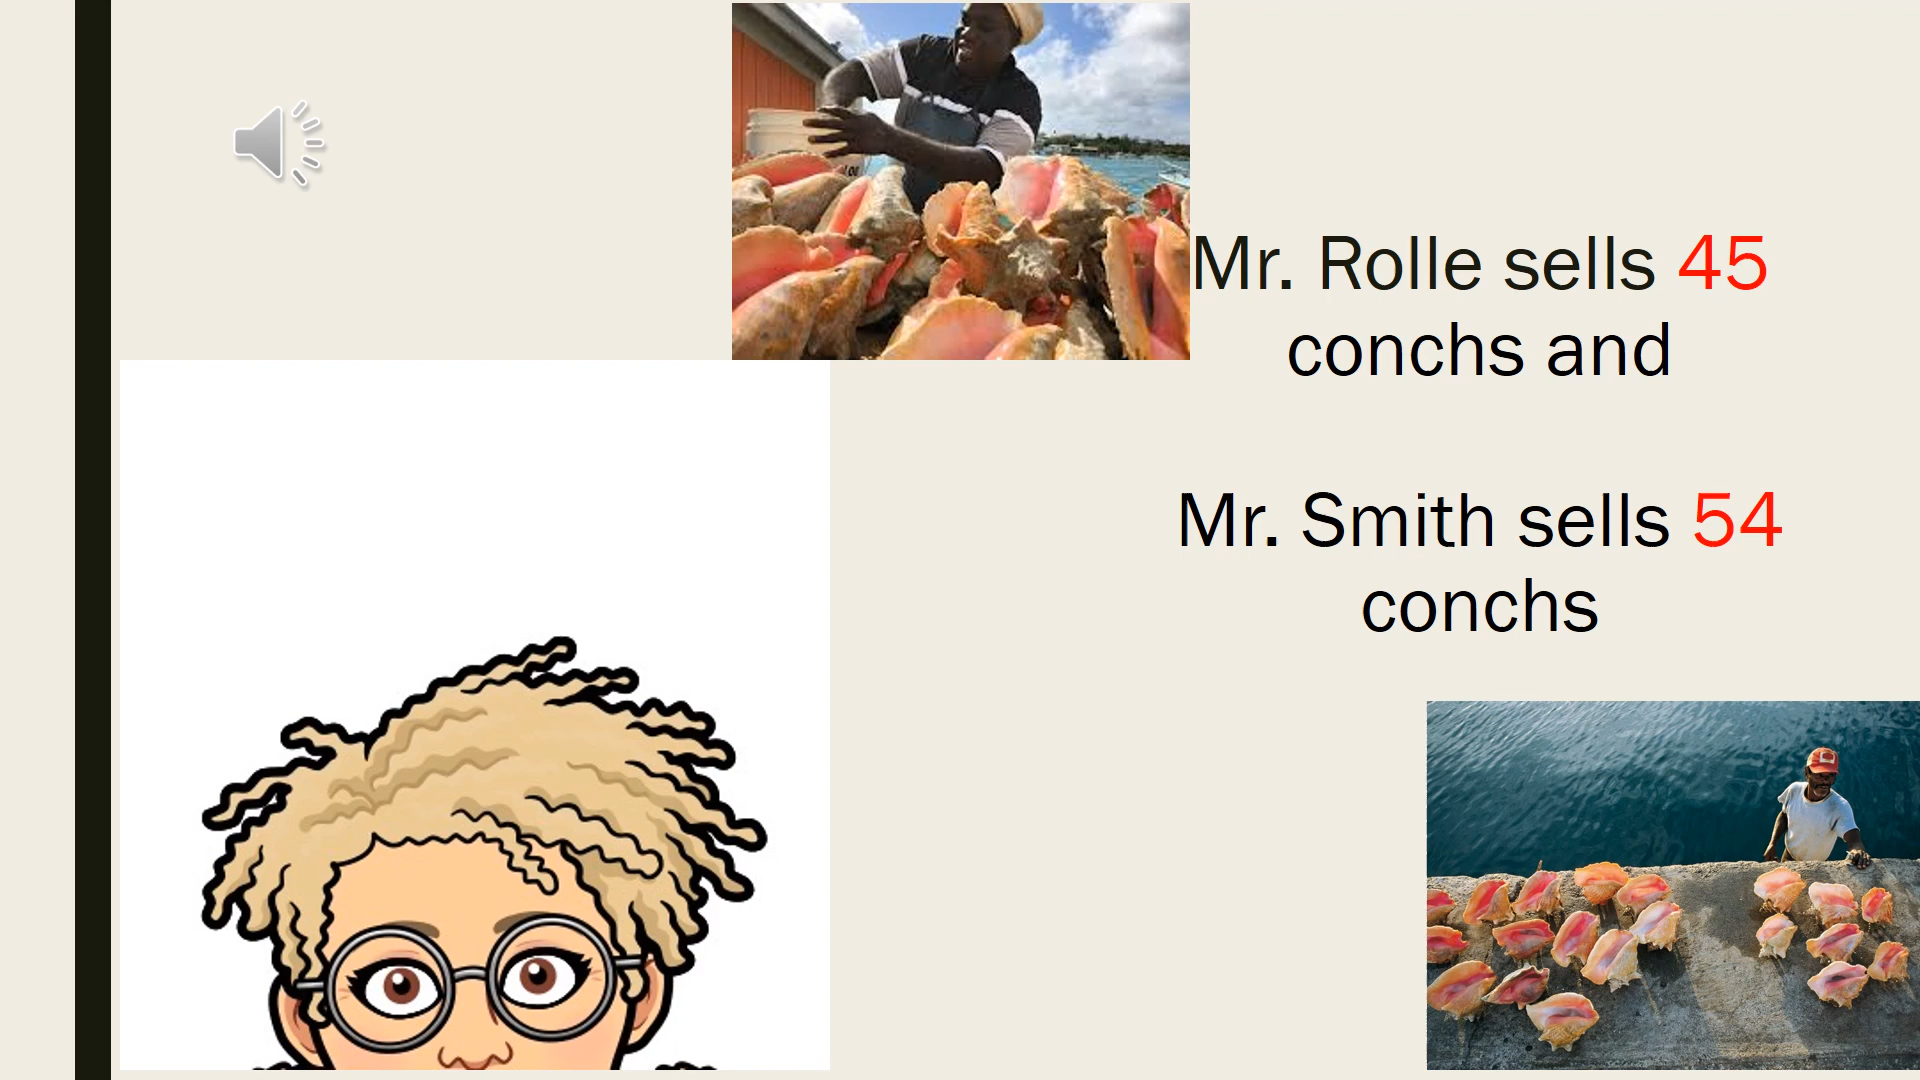 Mr. Rolle sells 45
conchs and
Mr. Smith sells 54
conchs